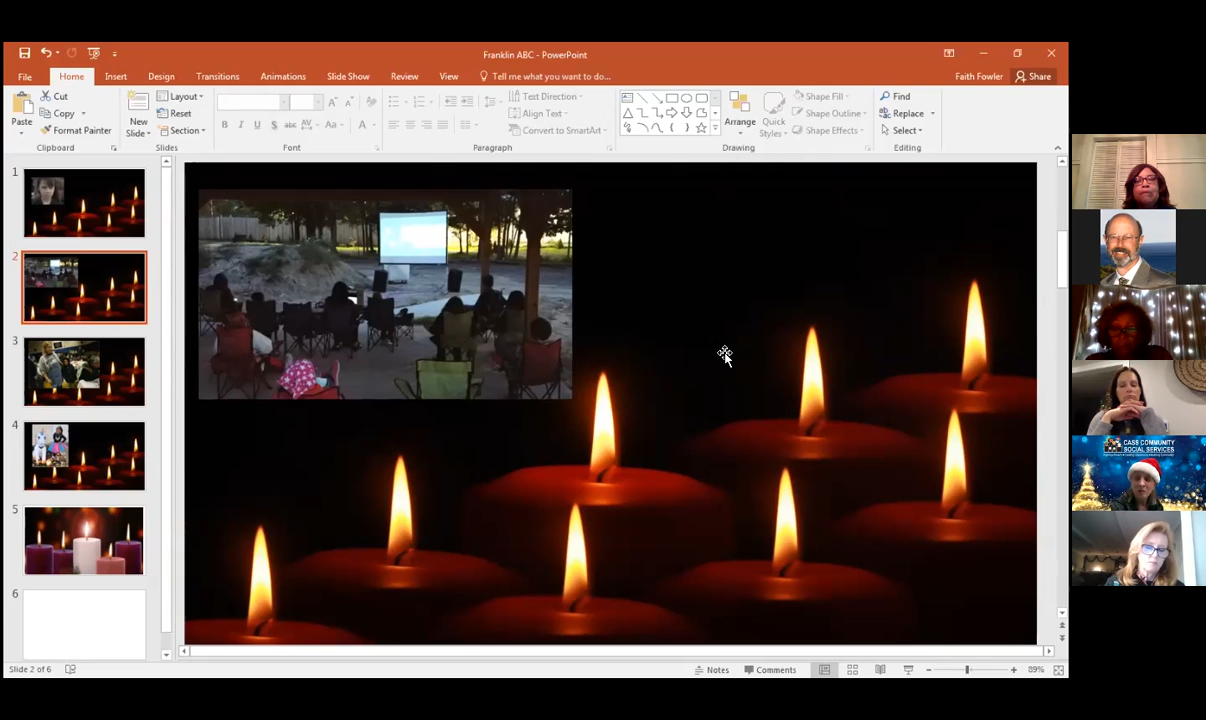 Franklin ABC - PowerPoint
File Home Insert Design Transitions Animations Slide Show Review View Tell me what you want to do... Faith Fowler Share
Paste
Cut
Copy
Format Painter
Clipboard
New
Slide
Layout
Reset
Section
Slides
B I U S abc AV Aa A
Font
Text Direction
Align Text
Convert to SmartArt
Paragraph
Arrange
Quick
Styles
Shape Fill
Shape Outline
Shape Effects
Drawing
Find
Replace
Select
Editing
1
2
3
4
5
6
CASS COMMUNITY
SOCIAL SERVICES
Slide 2 of 6 Notes Comments 89%